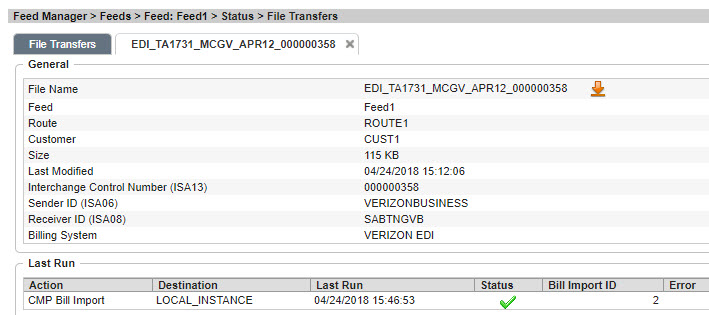 Feed Manager > Feeds > Feed: Feed1 > Status > File Transfers
File Transfers EDI_TA1731_MCGV_APR12_000000358
General
File Name EDI_TA1731_MCGV_APR12_000000358
Feed Feed1
Route ROUTE1
Customer CUST1
Size 115 KB
Last Modified 04/24/2018 15:12:06
Interchange Control Number (ISA13) 000000358
Sender ID (ISA06) VERIZONBUSINESS
Receiver ID (ISA08) SABTNGVB
Billing System VERIZON EDI
Last Run
Action Destination Last Run Status Bill Import ID Error
CMP Bill Import LOCAL_INSTANCE 04/24/2018 15:46:53 2